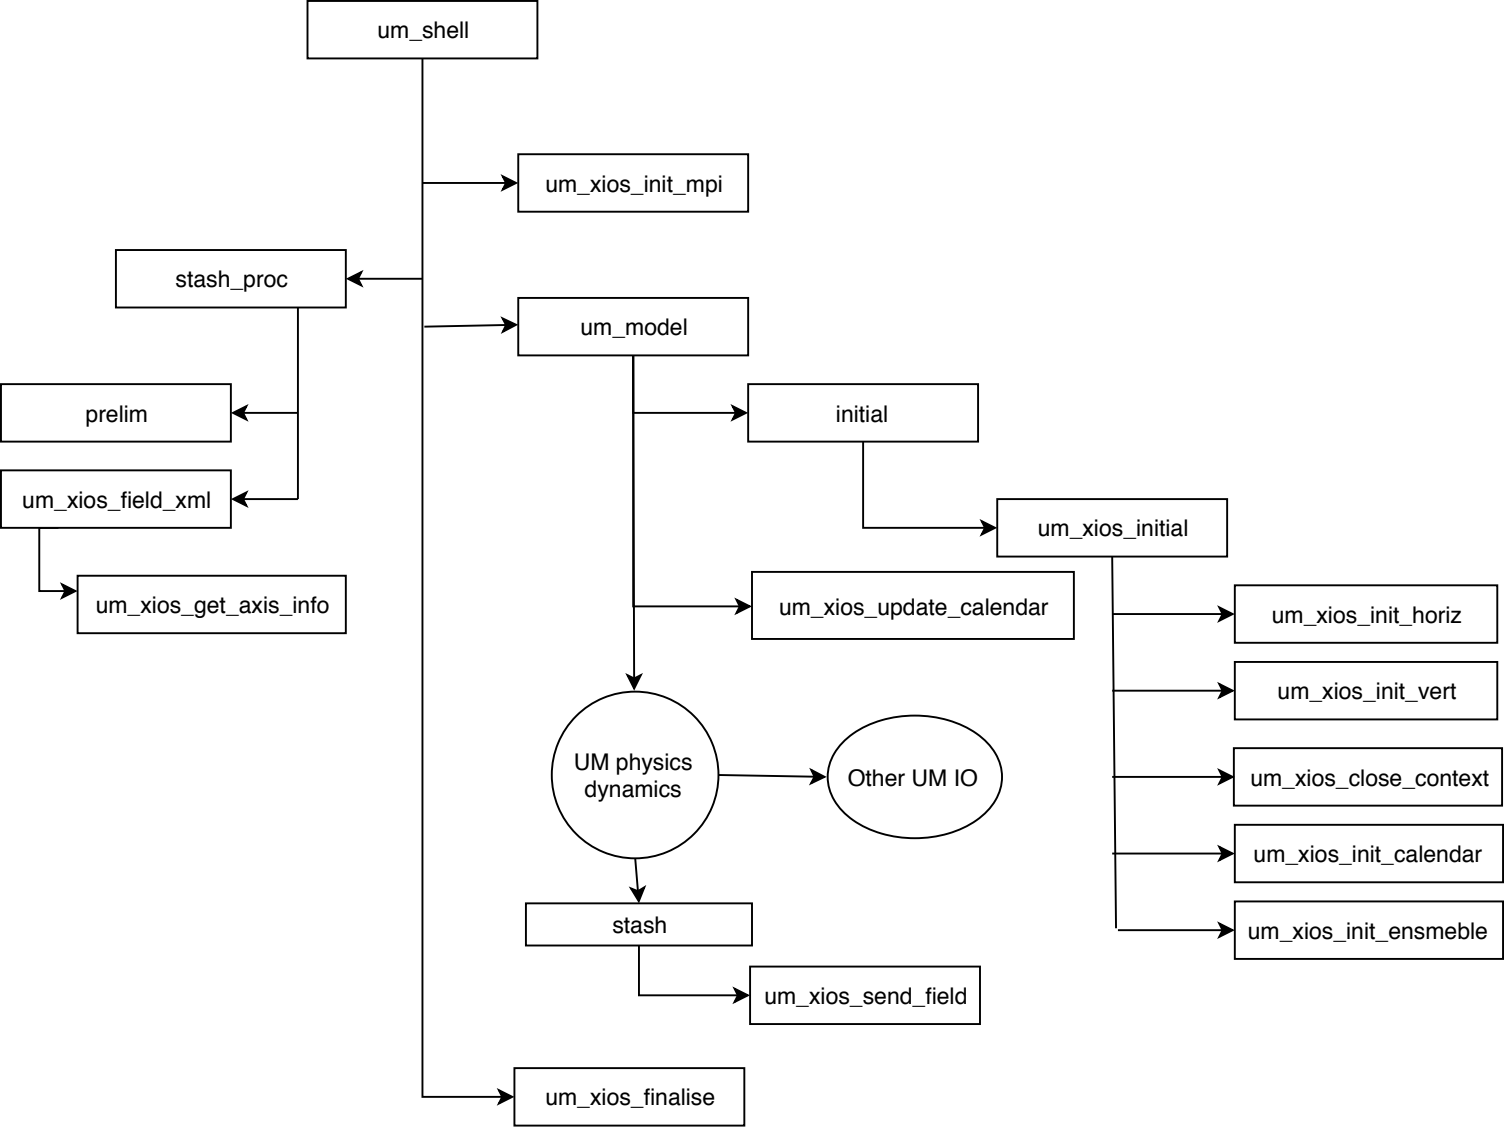 um_shell
um_xios_init_mpi
stash_proc
um_model
prelim
initial
um_xios_field_xml
um_xios_initial
um_xios_get_axis_info
um_xios_update_calendar
um_xios_init_horiz
um_xios_init_vert
UM physics
dynamics
Other UM IO
um_xios_close_context
um_xios_init_calendar
stash
um_xios_init_ensmeble
um_xios_send_field
um_xios_finalise